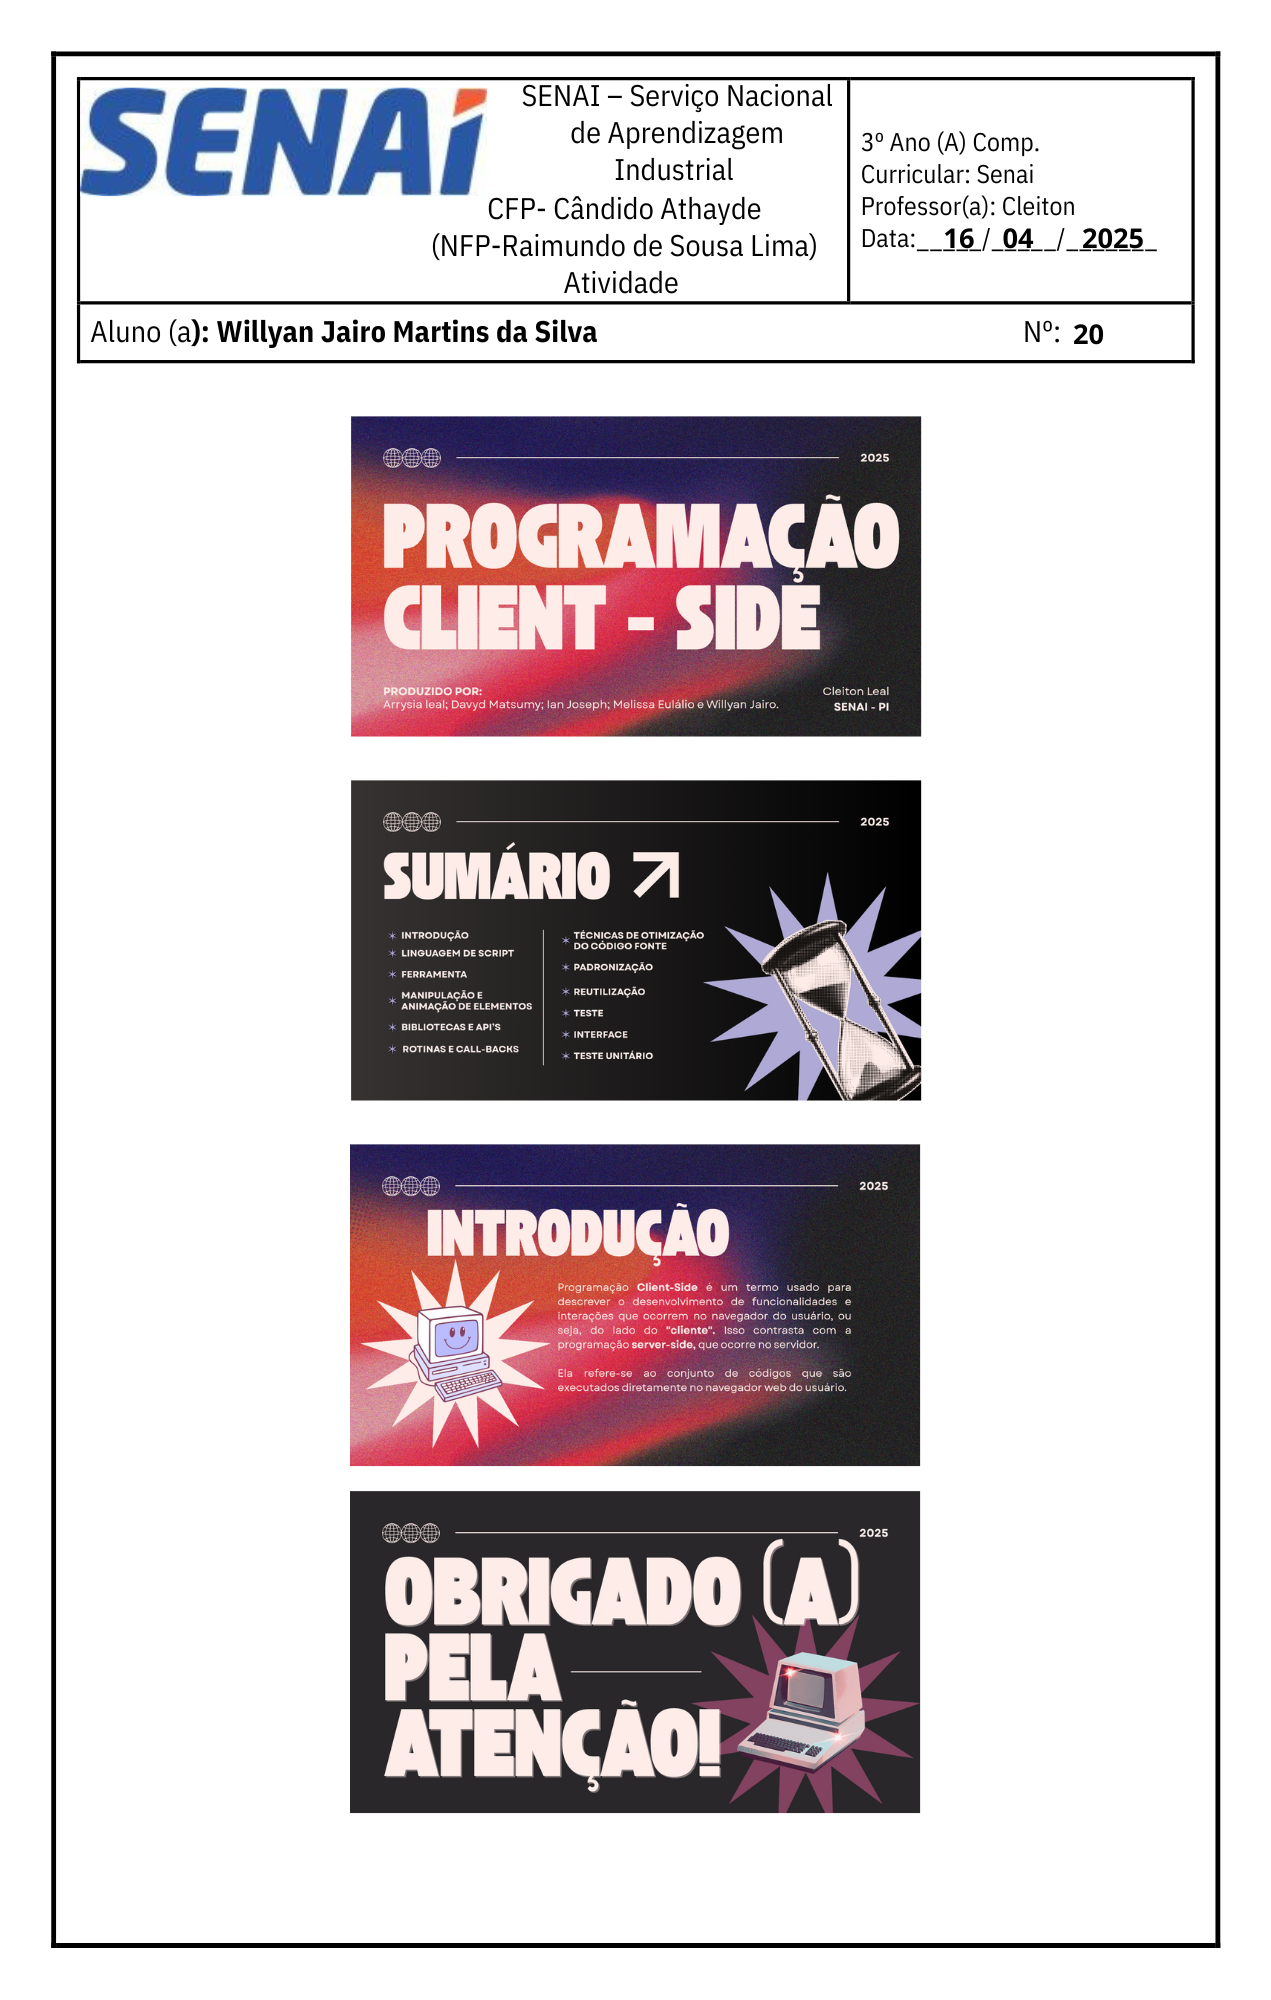 SENAI
SENAI – Serviço Nacional
de Aprendizagem
Industrial
CFP- Cândido Athayde
(NFP-Raimundo de Sousa Lima)
Atividade
3º Ano (A) Comp.
Curricular: Senai
Professor(a): Cleiton
Data:__16_/_04__/_2025_
Aluno (a): Willyan Jairo Martins da Silva Nº: 20
2025
PROGRAMAÇÃO
CLIENT - SIDE
PRODUZIDO POR:
Arrysia leal; Davyd Matsumy; Ian Joseph; Melissa Eulálio e Willyan Jairo.
Cleiton Leal
SENAI - PI
2025
SUMÁRIO
INTRODUÇÃO
LINGUAGEM DE SCRIPT
FERRAMENTA
MANIPULAÇÃO E
ANIMAÇÃO DE ELEMENTOS
BIBLIOTECAS E API'S
ROTINAS E CALL-BACKS
TÉCNICAS DE OTIMIZAÇÃO
DO CÓDIGO FONTE
PADRONIZAÇÃO
REUTILIZAÇÃO
TESTE
INTERFACE
TESTE UNITÁRIO
2025
INTRODUÇÃO
Programação Client-Side é um termo usado para
descrever o desenvolvimento de funcionalidades e
interações que ocorrem no navegador do usuário, ou
seja, do lado do "cliente". Isso contrasta com a
programação server-side, que ocorre no servidor.
Ela refere-se ao conjunto de códigos que são
executados diretamente no navegador web do usuário.
2025
OBRIGADO (A)
PELA
ATENÇÃO!